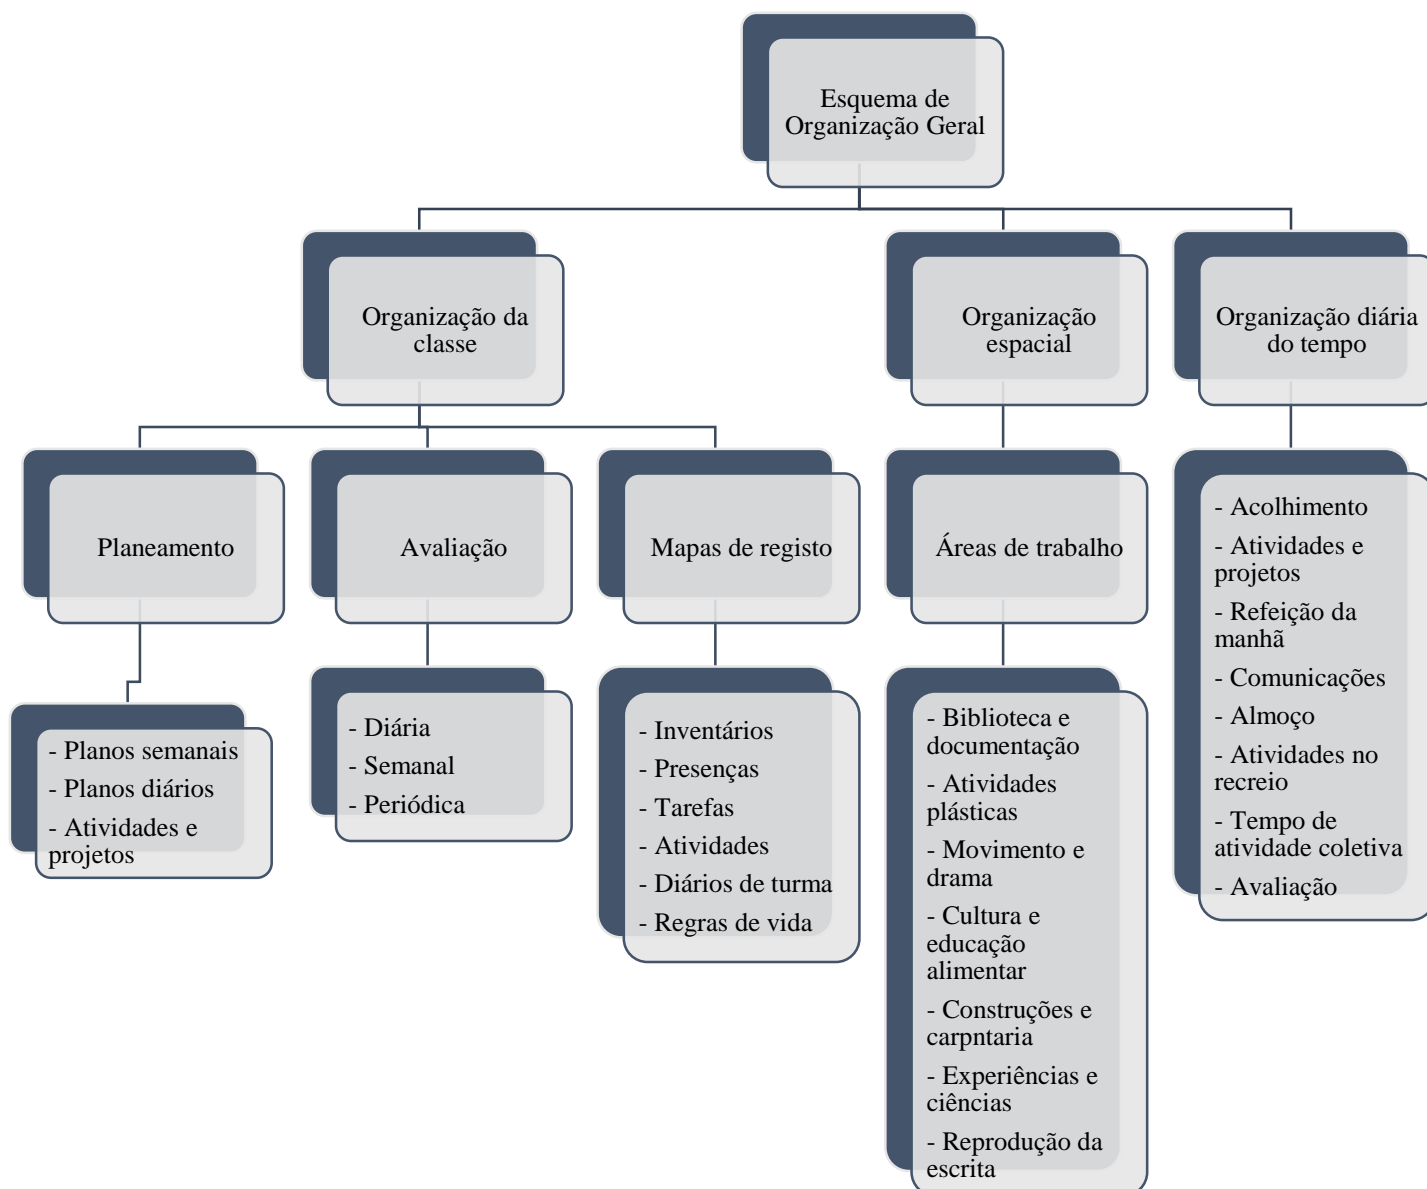 Esquema de
Organização Geral
Organização da
classe
Organização
espacial
Organização diária
do tempo
Planeamento
Avaliação
Mapas de registo
Áreas de trabalho
- Acolhimento
- Atividades e
projetos
- Refeição da
manhã
- Comunicações
- Almoço
- Atividades no
recreio
- Tempo de
atividade coletiva
- Avaliação
- Planos semanais
- Planos diários
- Atividades e
projetos
- Diária
- Semanal
- Periódica
- Inventários
- Presenças
- Tarefas
- Atividades
- Diários de turma
- Regras de vida
- Biblioteca e
documentação
- Atividades
plásticas
- Movimento e
drama
- Cultura e
educação
alimentar
- Construções e
carpntaria
- Experiências e
ciências
- Reprodução da
escrita